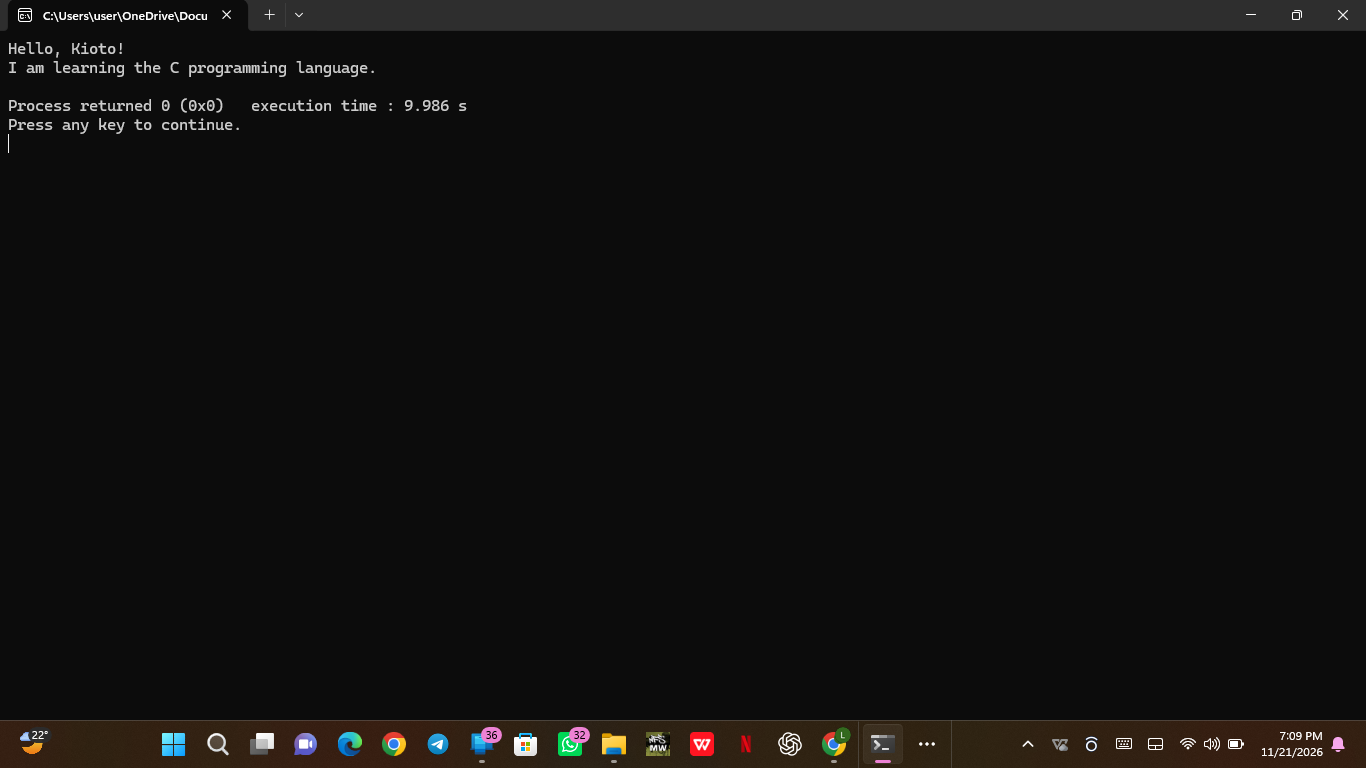 C:\Users\user\OneDrive\Docu
Hello, Kioto!
I am learning the C programming language.
Process returned 0 (0x0)   execution time : 9.986 s
Press any key to continue.
22°
36
32
MW
L
7:09 PM
11/21/2026